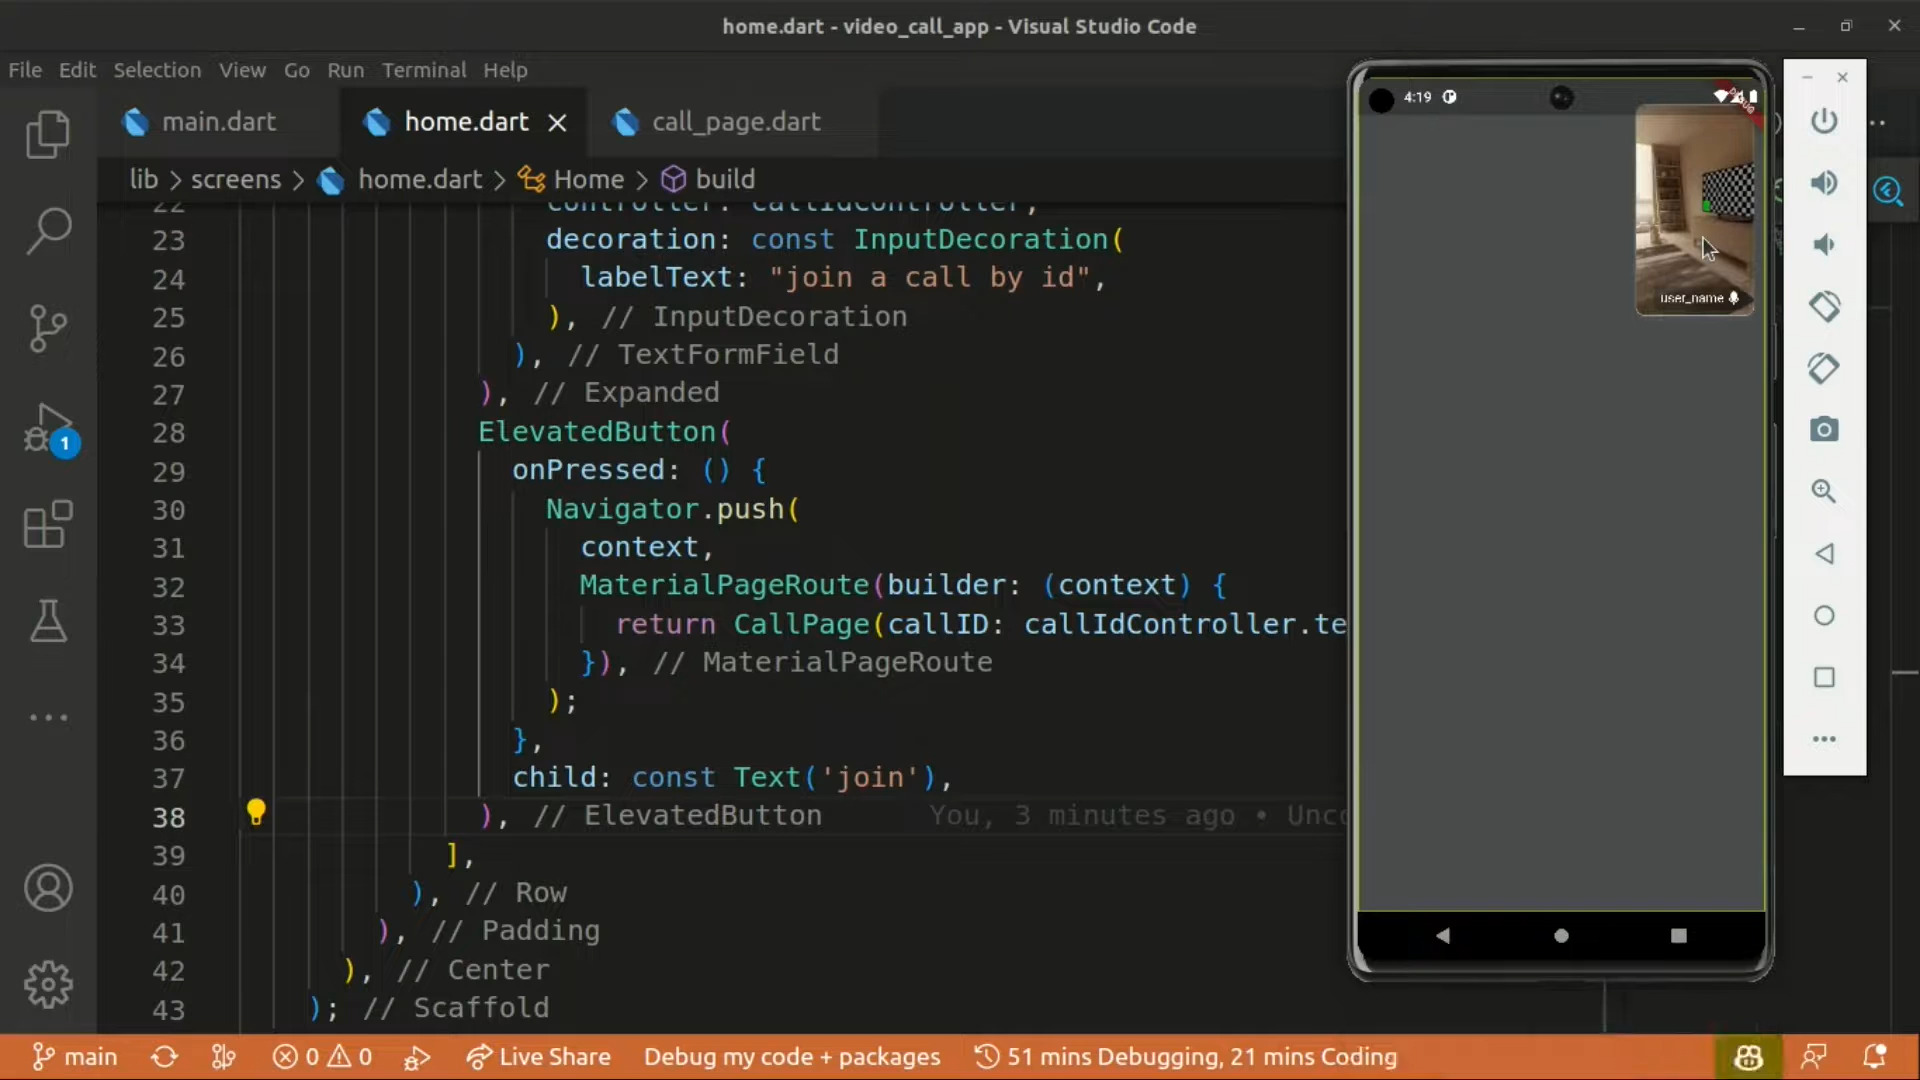 home.dart - video_call_app - Visual Studio Code
File Edit Selection View Go Run Terminal Help
main.dart home.dart call_page.dart
lib > screens > home.dart > Home > build
22 controller: callIdController,
23 decoration: const InputDecoration(
24 labelText: "join a call by id",
25 ), // InputDecoration
26 ), // TextFormField
27 ), // Expanded
28 ElevatedButton(
29 onPressed: () {
30 Navigator.push(
31 context,
32 MaterialPageRoute(builder: (context) {
33 return CallPage(callID: callIdController.te
34 }), // MaterialPageRoute
35 );
36 },
37 child: const Text('join'),
38 ), // ElevatedButton You, 3 minutes ago • Unco
39 ],
40 ), // Row
41 ), // Padding
42 ), // Center
43 ); // Scaffold
1
4:19
DEBUG
user_name
main 0 0 Live Share Debug my code + packages 51 mins Debugging, 21 mins Coding